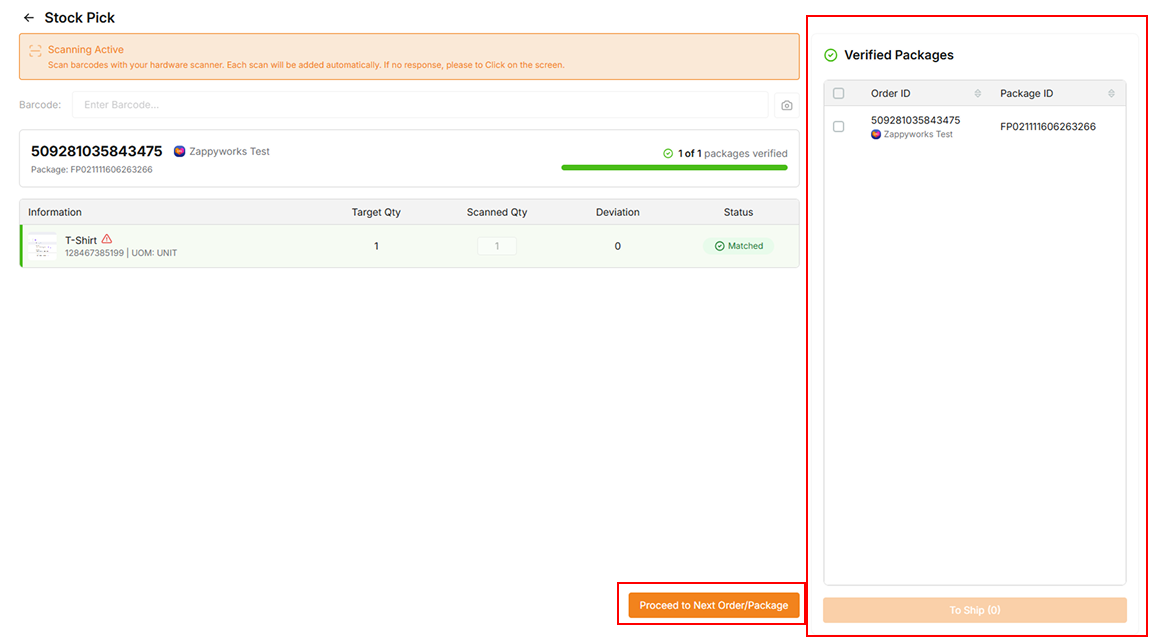 Stock Pick
Scanning Active
Scan barcodes with your hardware scanner. Each scan will be added automatically. If no response, please to Click on the screen.
Barcode: Enter Barcode...
509281035843475 Zappyworks Test
1 of 1 packages verified
Package: FP021111606263266
Information Target Qty Scanned Qty Deviation Status
T-Shirt
128467385199 | UOM: UNIT
1 1 0 Matched
Proceed to Next Order/Package
Verified Packages
Order ID Package ID
509281035843475
Zappyworks Test
FP021111606263266
To Ship (0)